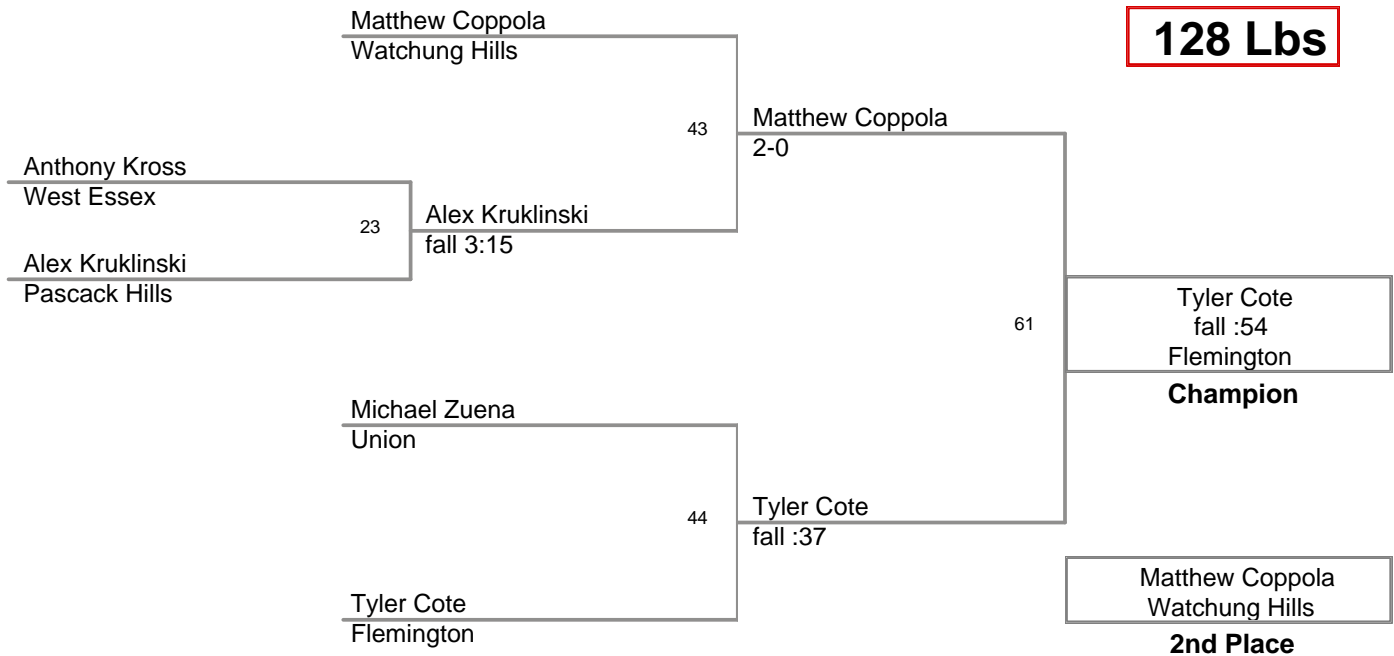 Matthew Coppola
Watchung Hills
128 Lbs
43
Matthew Coppola
2-0
Anthony Kross
West Essex
23
Alex Kruklinski
fall 3:15
Alex Kruklinski
Pascack Hills
61
Tyler Cote
fall :54
Flemington
Champion
Michael Zuena
Union
44
Tyler Cote
fall :37
Tyler Cote
Flemington
Matthew Coppola
Watchung Hills
2nd Place